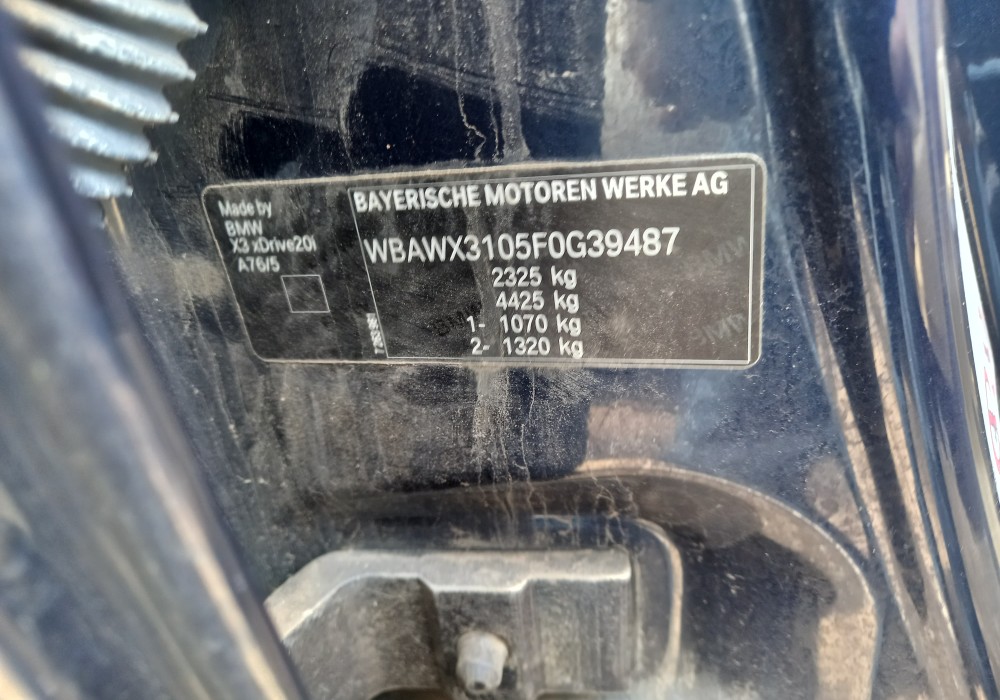 Made by
BMW
X3 xDrive20i
A76/5
BAYERISCHE MOTOREN WERKE AG
WBAWX3105F0G39487
2325 kg
4425 kg
1- 1070 kg
2- 1320 kg